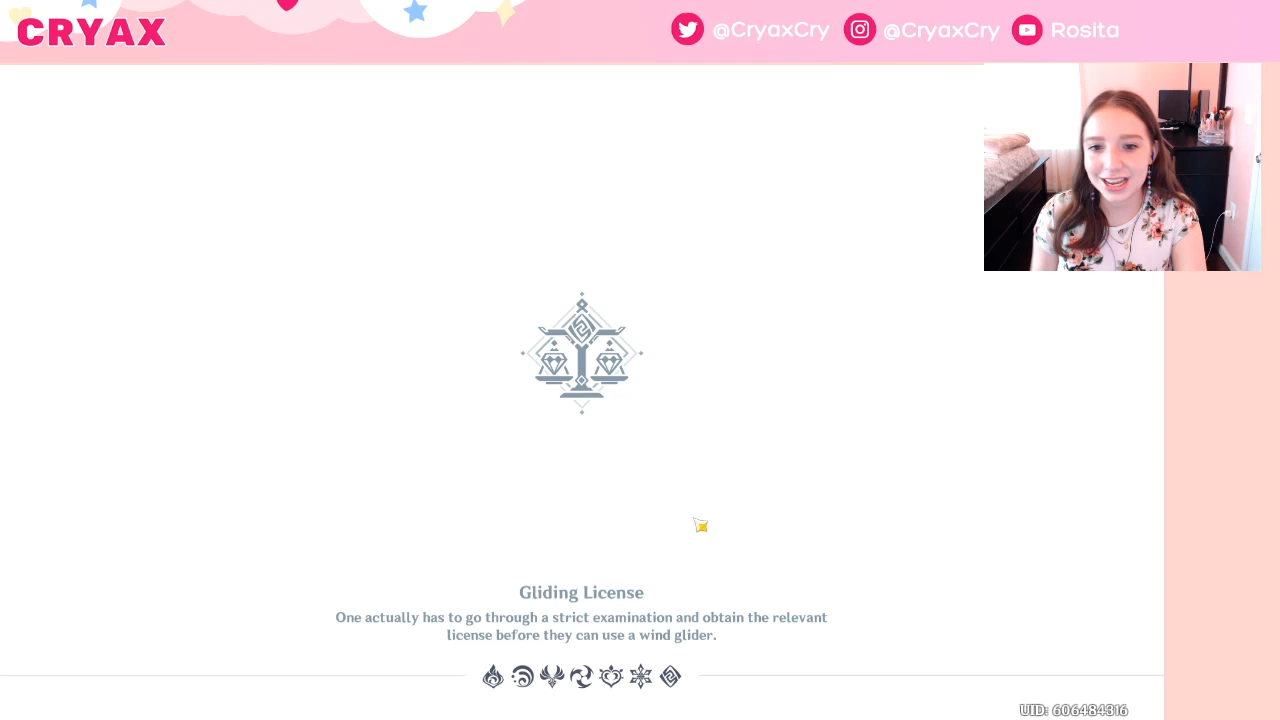 CRYAX
@CryaxCry
@CryaxCry
Rosita
Gliding License
One actually has to go through a strict examination and obtain the relevant
license before they can use a wind glider.
UID: 606484316